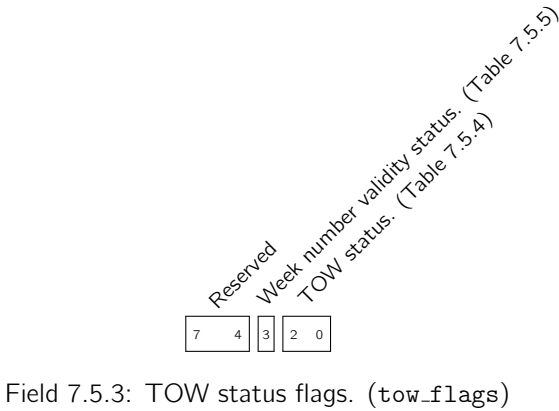 Reserved
Week number validity status. (Table 7.5.5)
TOW status. (Table 7.5.4)
7 4 3 2 0
Field 7.5.3: TOW status flags. (tow_flags)